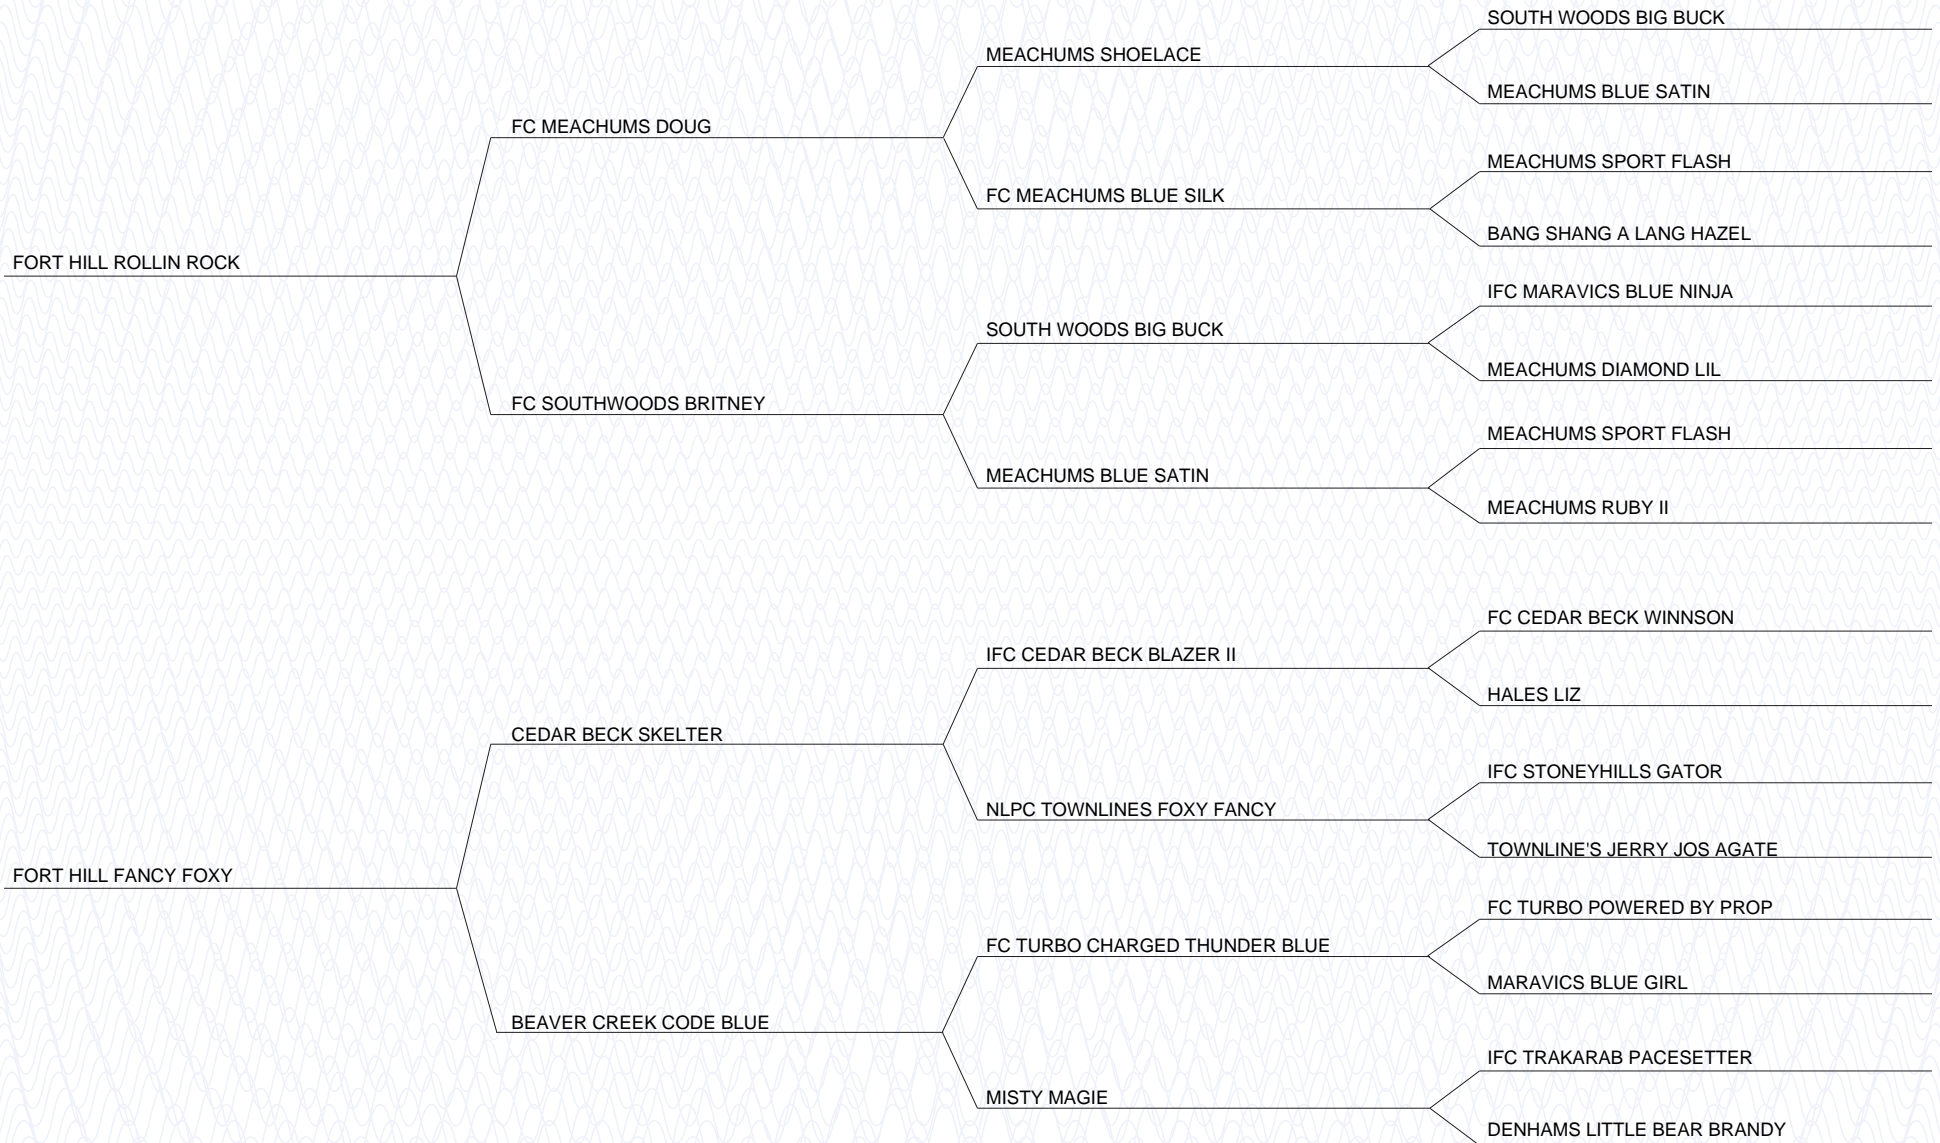 SOUTH WOODS BIG BUCK
MEACHUMS SHOELACE
MEACHUMS BLUE SATIN
FC MEACHUMS DOUG
MEACHUMS SPORT FLASH
FC MEACHUMS BLUE SILK
BANG SHANG A LANG HAZEL
FORT HILL ROLLIN ROCK
IFC MARAVICS BLUE NINJA
SOUTH WOODS BIG BUCK
MEACHUMS DIAMOND LIL
FC SOUTHWOODS BRITNEY
MEACHUMS SPORT FLASH
MEACHUMS BLUE SATIN
MEACHUMS RUBY II
FC CEDAR BECK WINNSON
IFC CEDAR BECK BLAZER II
HALES LIZ
CEDAR BECK SKELTER
IFC STONEYHILLS GATOR
NLPC TOWNLINES FOXY FANCY
TOWNLINE'S JERRY JOS AGATE
FORT HILL FANCY FOXY
FC TURBO POWERED BY PROP
FC TURBO CHARGED THUNDER BLUE
MARAVICS BLUE GIRL
BEAVER CREEK CODE BLUE
IFC TRAKARAB PACESETTER
MISTY MAGIE
DENHAMS LITTLE BEAR BRANDY